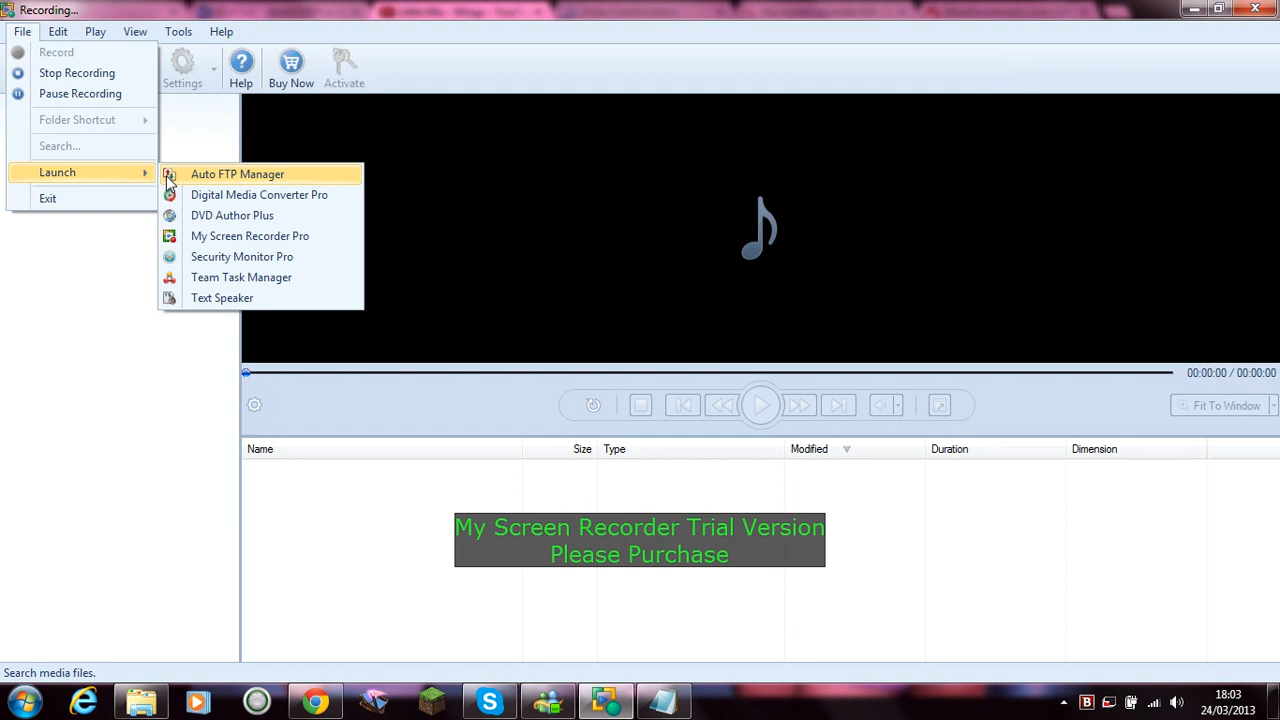 Recording...
File Edit Play View Tools Help
Record
Stop Recording
Pause Recording
Folder Shortcut
Search...
Launch
Exit
Settings Help Buy Now Activate
Auto FTP Manager
Digital Media Converter Pro
DVD Author Plus
My Screen Recorder Pro
Security Monitor Pro
Team Task Manager
Text Speaker
00:00:00 / 00:00:00
Fit To Window
Name Size Type Modified Duration Dimension
My Screen Recorder Trial Version
Please Purchase
Search media files.
18:03
24/03/2013